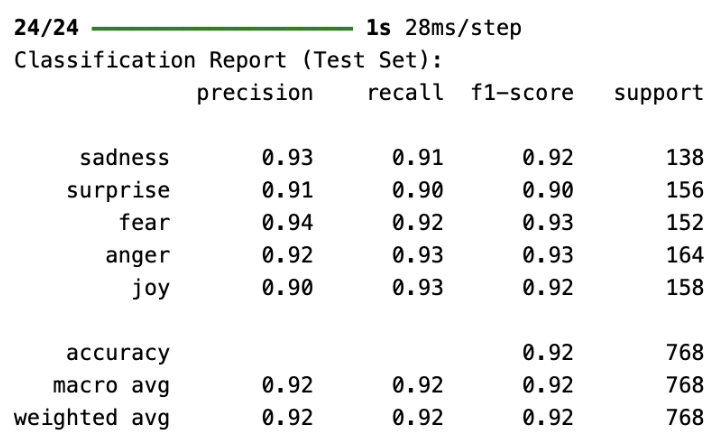 24/24 ━━━━━━━━━━━━━━━━━━━━ 1s 28ms/step
Classification Report (Test Set):
              precision    recall  f1-score   support

     sadness       0.93      0.91      0.92       138
    surprise       0.91      0.90      0.90       156
        fear       0.94      0.92      0.93       152
       anger       0.92      0.93      0.93       164
         joy       0.90      0.93      0.92       158

    accuracy                           0.92       768
   macro avg       0.92      0.92      0.92       768
weighted avg       0.92      0.92      0.92       768